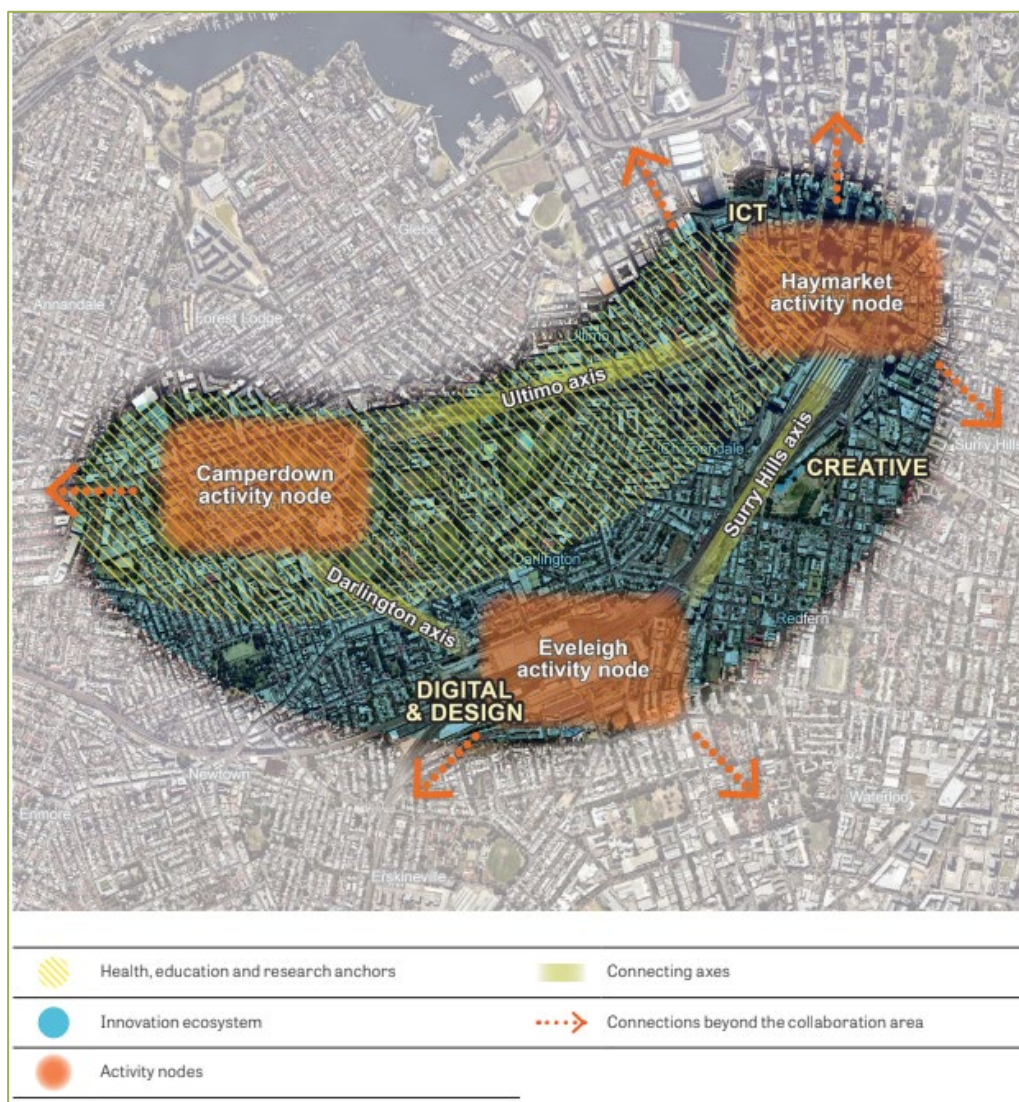 ICT
Haymarket
activity node
Annandale
Forest Lodge
Glebe
Ultimo
Ultimo axis
Surry Hills
Chippendale
CREATIVE
Camperdown
activity node
Surry Hills axis
Darlington
Darlington axis
Redfern
Eveleigh
activity node
DIGITAL
& DESIGN
Newtown
Waterloo
Enmore
Erskineville
Health, education and research anchors
Connecting axes
Innovation ecosystem
Connections beyond the collaboration area
Activity nodes